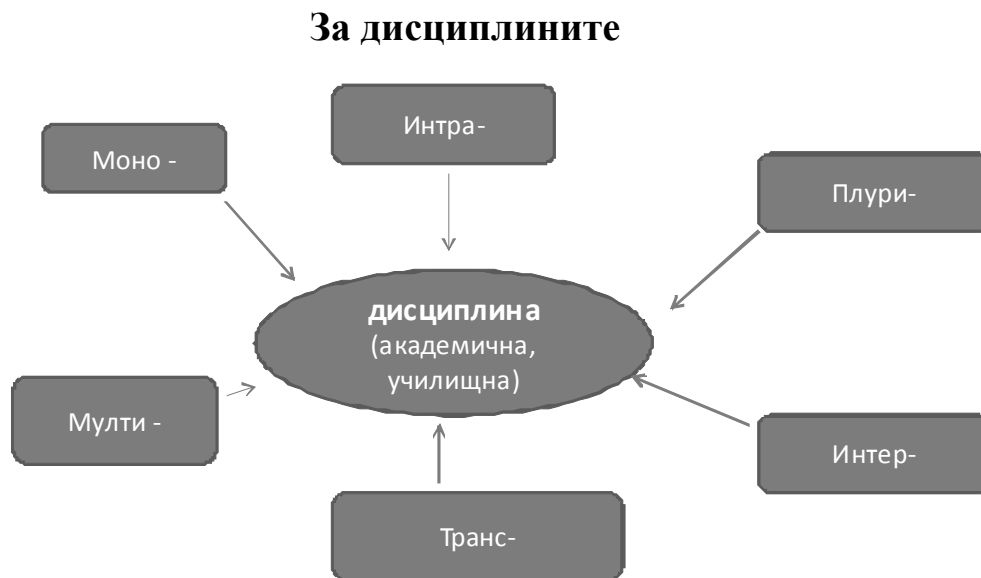 За дисциплините
Интра-
Моно -
Плури-
дисциплина
(академична,
училищна)
Мулти -
Интер-
Транс-